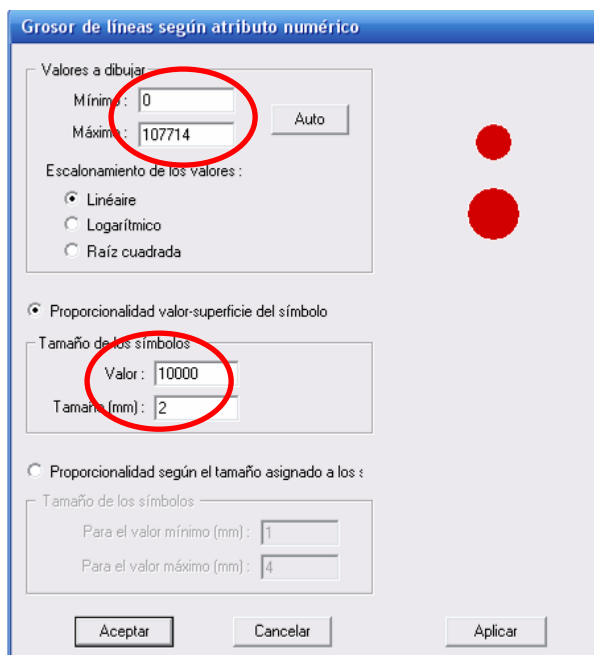 Grosor de líneas según atributo numérico
Valores a dibujar
Mínimo : 0
Máximo : 107714
Auto
Escalonamiento de los valores :
Linéaire
Logarítmico
Raíz cuadrada
Proporcionalidad valor-superficie del símbolo
Tamaño de los símbolos
Valor : 10000
Tamaño (mm) : 2
Proporcionalidad según el tamaño asignado a los s
Tamaño de los símbolos
Para el valor mínimo (mm) : 1
Para el valor máximo (mm) : 4
Aceptar Cancelar Aplicar